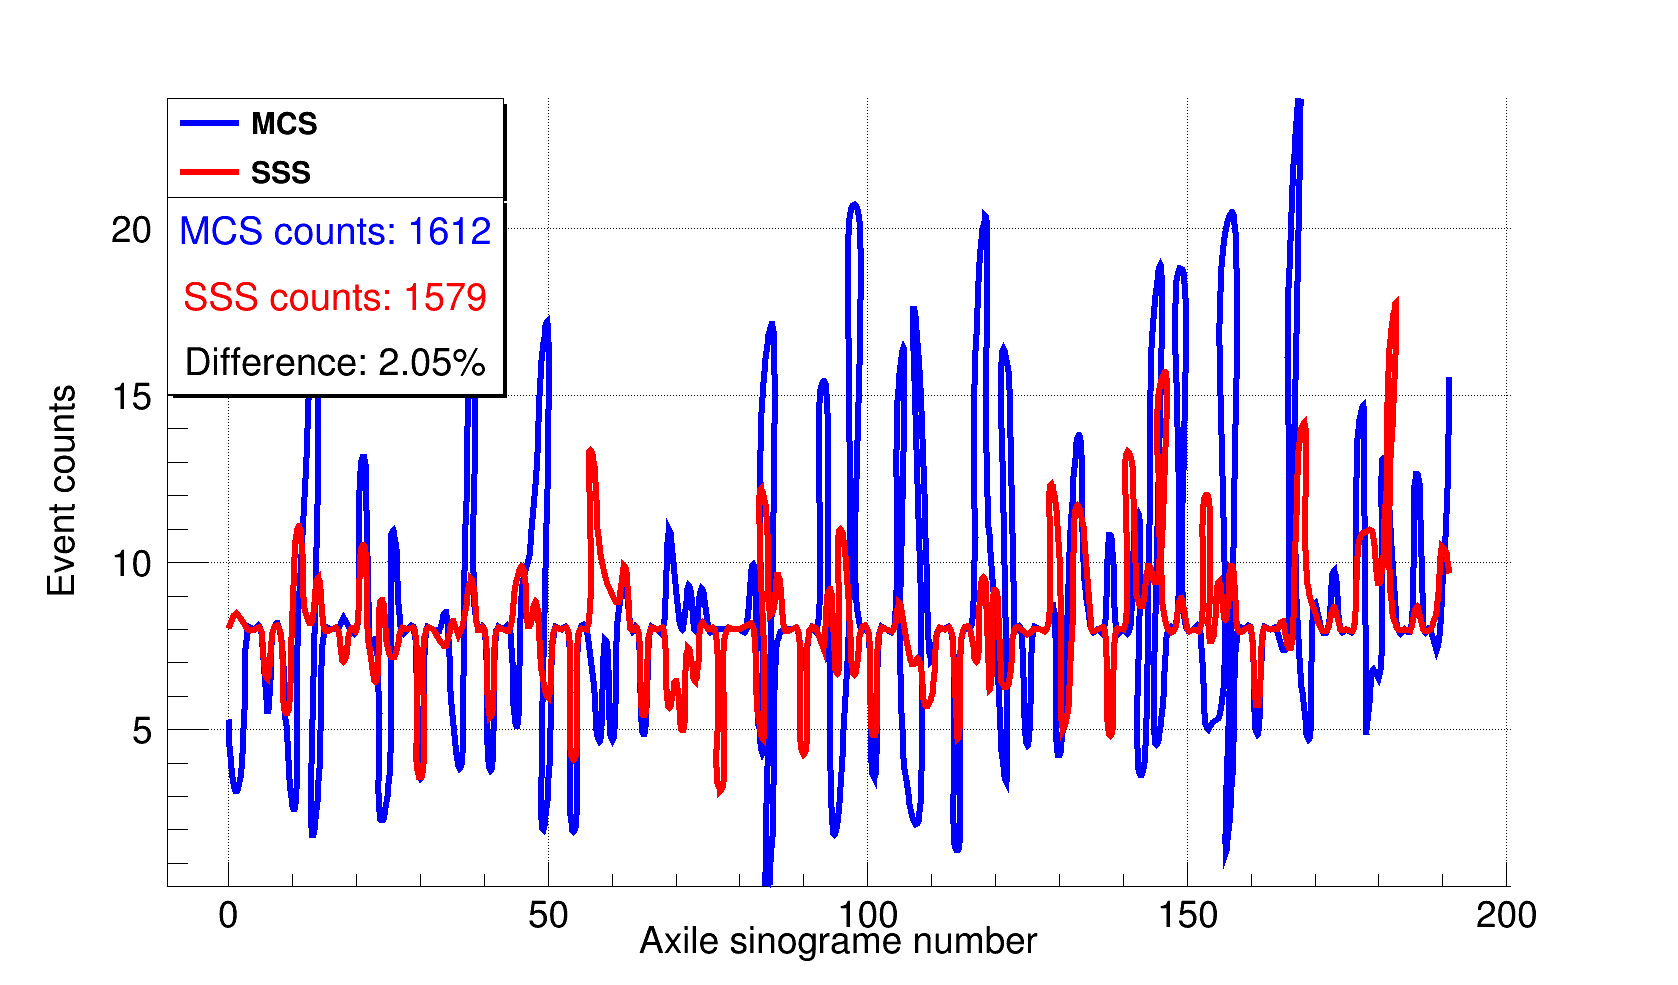 MCS
SSS
MCS counts: 1612
SSS counts: 1579
Difference: 2.05%
20
15
10
5
Event counts
0
50
100
150
200
Axile sinograme number